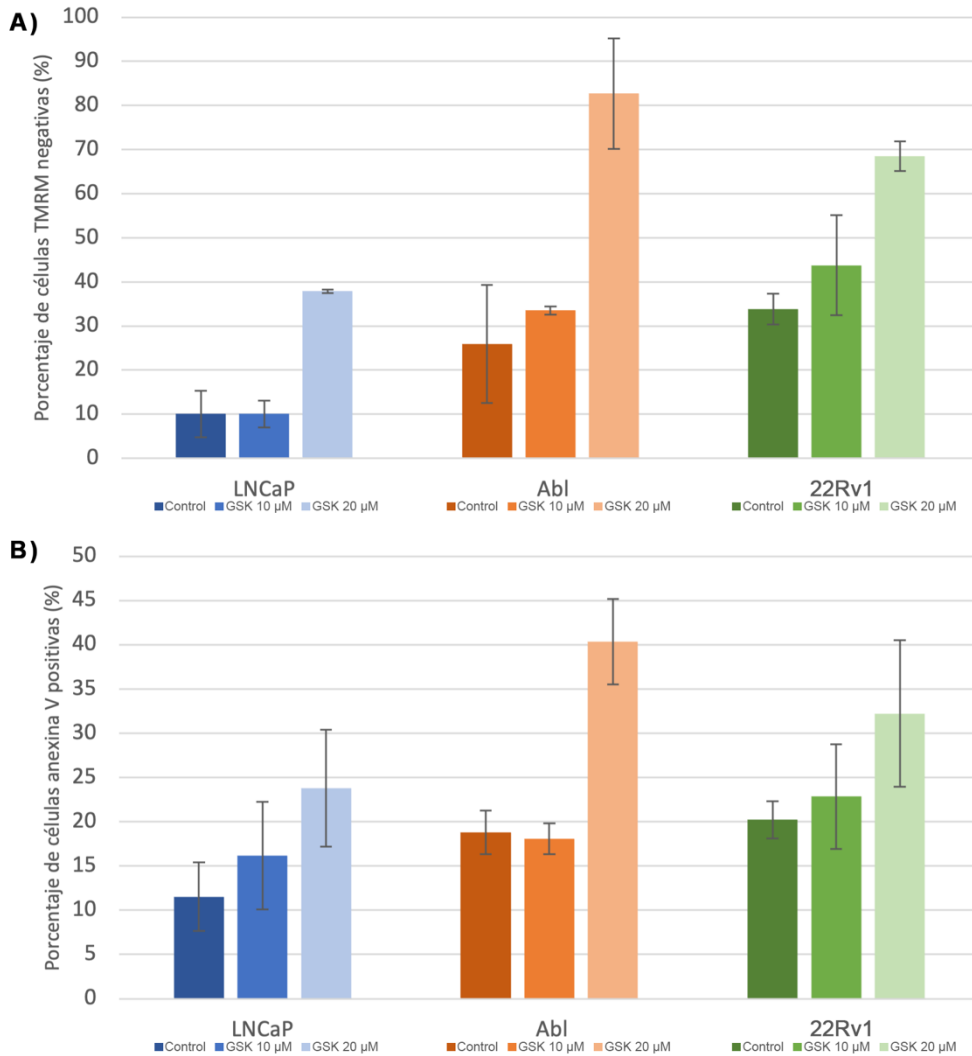 A)
Porcentaje de células TMRM negativas (%)
100
90
80
70
60
50
40
30
20
10
0
LNCaP Abl 22Rv1
Control GSK 10 µM GSK 20 µM Control GSK 10 µM GSK 20 µM Control GSK 10 µM GSK 20 µM
B)
Porcentaje de células anexina V positivas (%)
50
45
40
35
30
25
20
15
10
5
0
LNCaP Abl 22Rv1
Control GSK 10 µM GSK 20 µM Control GSK 10 µM GSK 20 µM Control GSK 10 µM GSK 20 µM